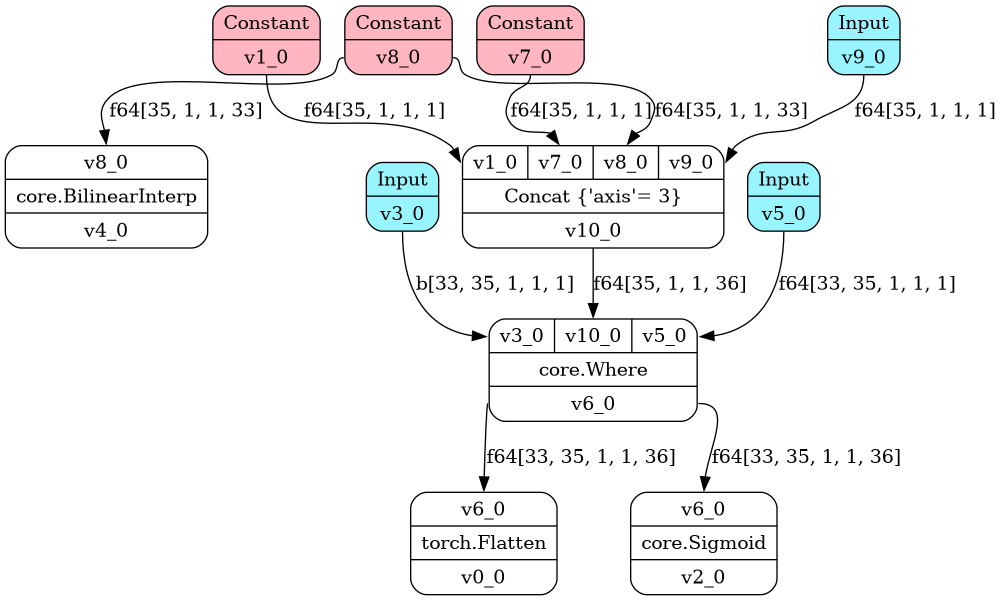 Constant
v1_0
Constant
v8_0
Constant
v7_0
Input
v9_0
f64[35, 1, 1, 33]
f64[35, 1, 1, 1]
f64[35, 1, 1, 1]
f64[35, 1, 1, 33]
f64[35, 1, 1, 1]
v8_0
core.BilinearInterp
v4_0
Input
v3_0
v1_0 v7_0 v8_0 v9_0
Concat {'axis'= 3}
v10_0
Input
v5_0
b[33, 35, 1, 1, 1]
f64[35, 1, 1, 36]
f64[33, 35, 1, 1, 1]
v3_0 v10_0 v5_0
core.Where
v6_0
f64[33, 35, 1, 1, 36]
f64[33, 35, 1, 1, 36]
v6_0
torch.Flatten
v0_0
v6_0
core.Sigmoid
v2_0